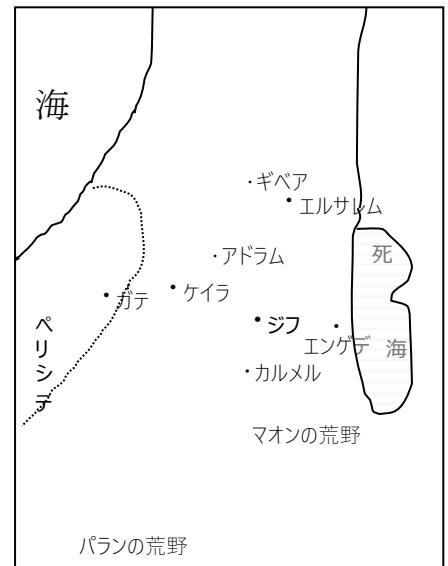 海
・ギベア
・エルサレム
・アドラム
死海
・ケイラ
・ガテ
ペリシテ
・ジフ
・エンゲデ
・カルメル
マオンの荒野
パランの荒野